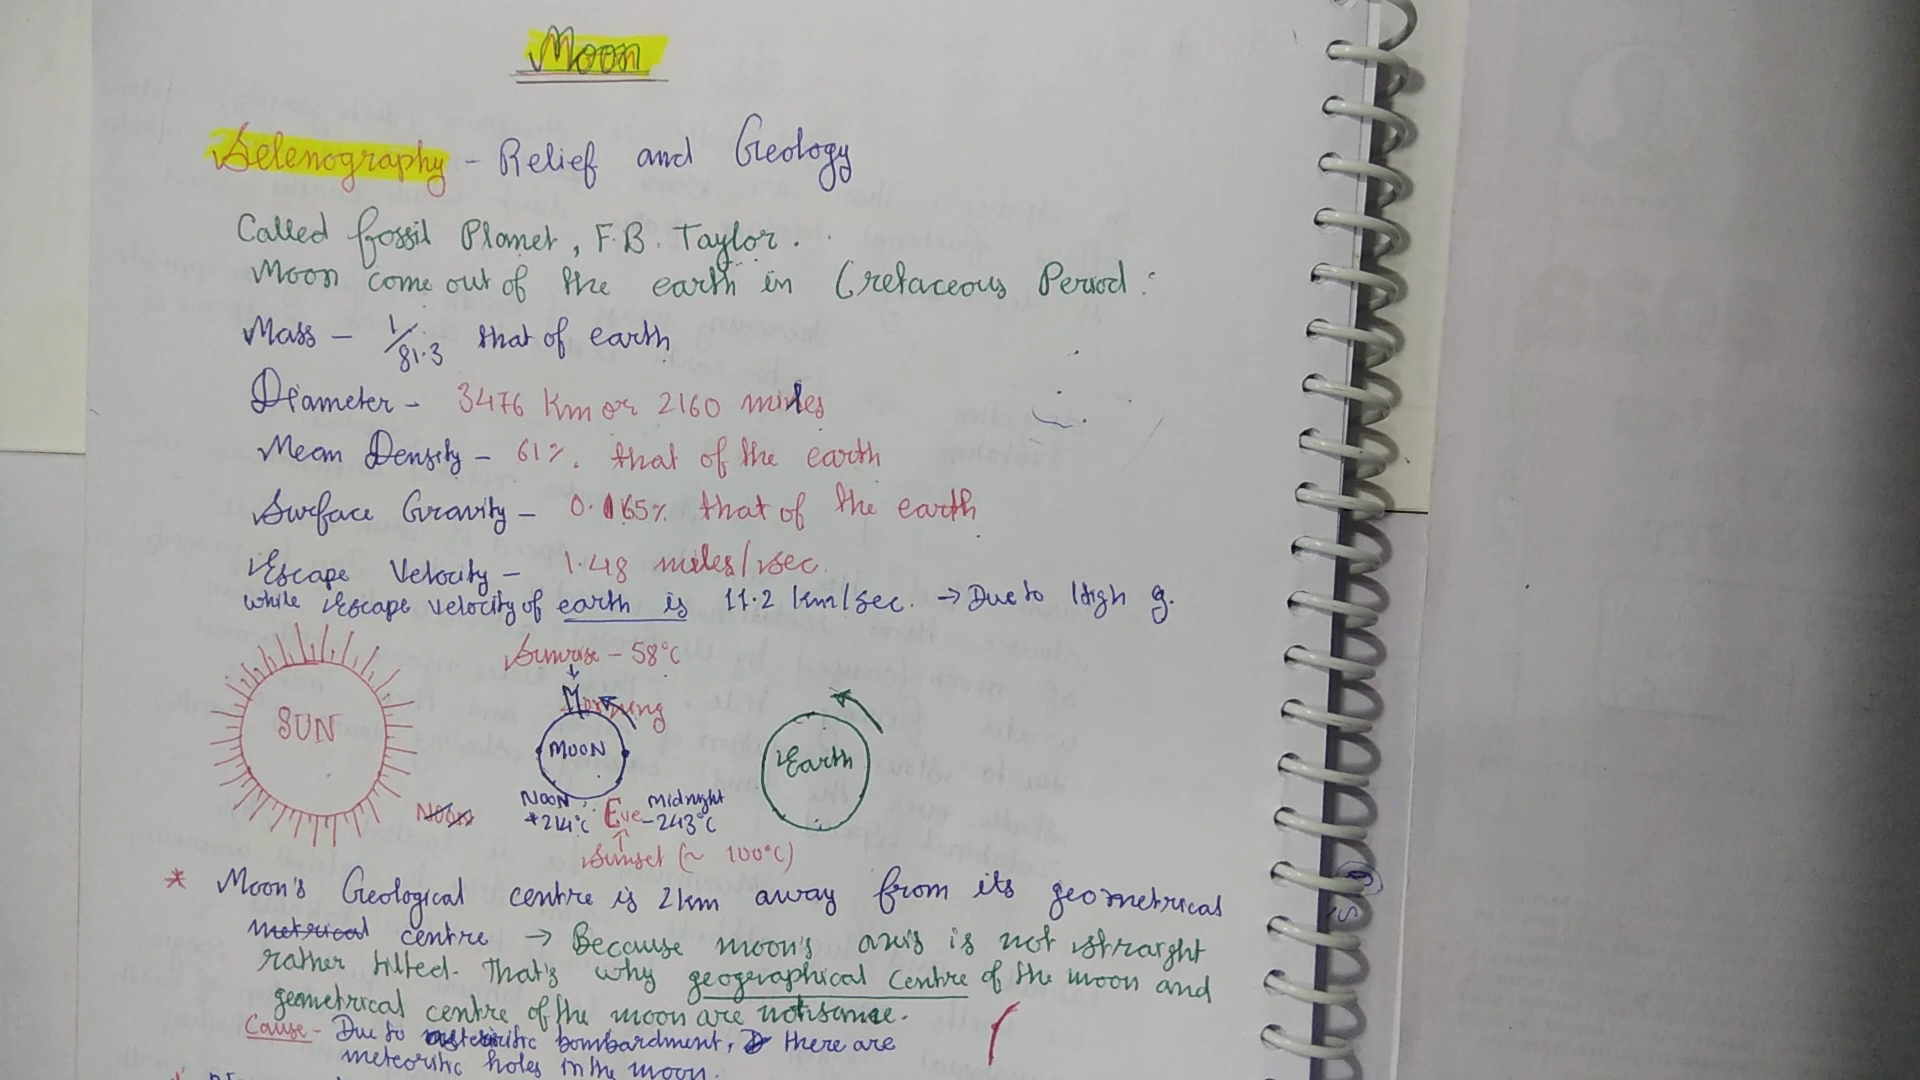 Moon
Selenography - Relief and Geology
Called fossil Planet, F.B. Taylor.
Moon come out of the earth in Cretaceous Period:
Mass - 1/81.3 that of earth
Diameter - 3476 Km or 2160 miles
Mean Density - 61%. that of the earth
Surface Gravity - 0.165% that of the earth
Escape Velocity - 1.48 miles/sec.
while Escape velocity of earth is 11.2 km/sec. → Due to High g.
Sunrise - 58°C
↓
Morning
SUN
MOON
Earth
Noon
Noon
+214°C
Eve
midnight
-243°C
↑
Sunset (~ 100°C)
* Moon's Geological centre is 2km away from its geometrical
metrical centre → Because moon's axis is not straight
rather tilted. That's why geographical Centre of the moon and
geometrical centre of the moon are not same.
Cause - Due to bombardment, there are
meteoritic holes in the moon.